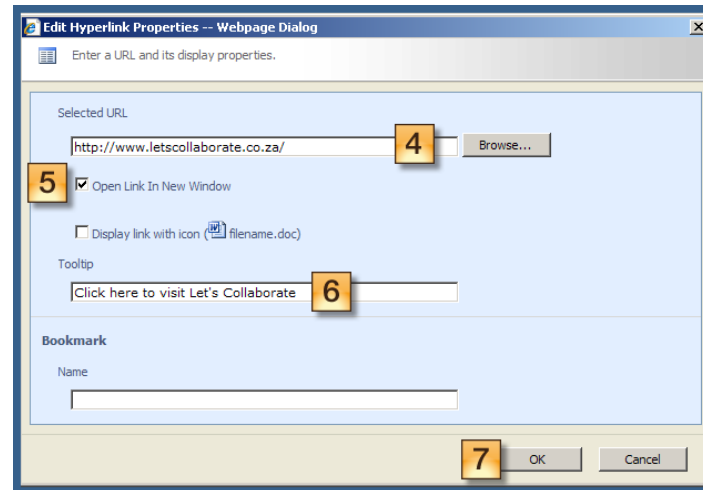 Edit Hyperlink Properties -- Webpage Dialog
Enter a URL and its display properties.
Selected URL
http://www.letscollaborate.co.za/ 4 Browse...
5 Open Link In New Window
Display link with icon (filename.doc)
Tooltip
Click here to visit Let's Collaborate 6
Bookmark
Name
7 OK Cancel